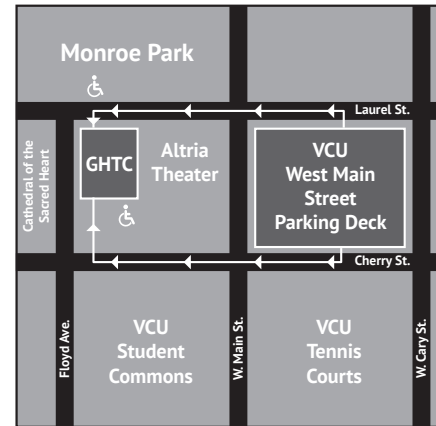 Monroe Park
Laurel St.
Cathedral of the
Sacred Heart
GHTC
Altria
Theater
VCU
West Main
Street
Parking Deck
Cherry St.
Floyd Ave.
VCU
Student
Commons
W. Main St.
VCU
Tennis
Courts
W. Cary St.